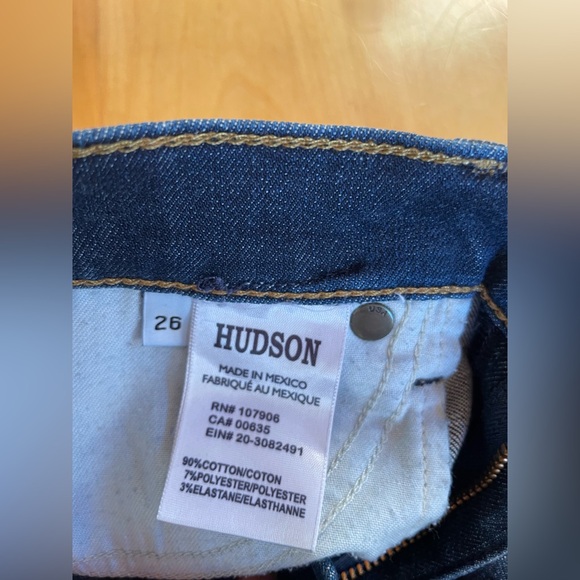 26
HUDSON
MADE IN MEXICO
FABRIQUÉ AU MEXIQUE
RN# 107906
CA# 00635
EIN# 20-3082491
90%COTTON/COTON
7%POLYESTER/POLYESTER
3%ELASTANE/ELASTHANNE